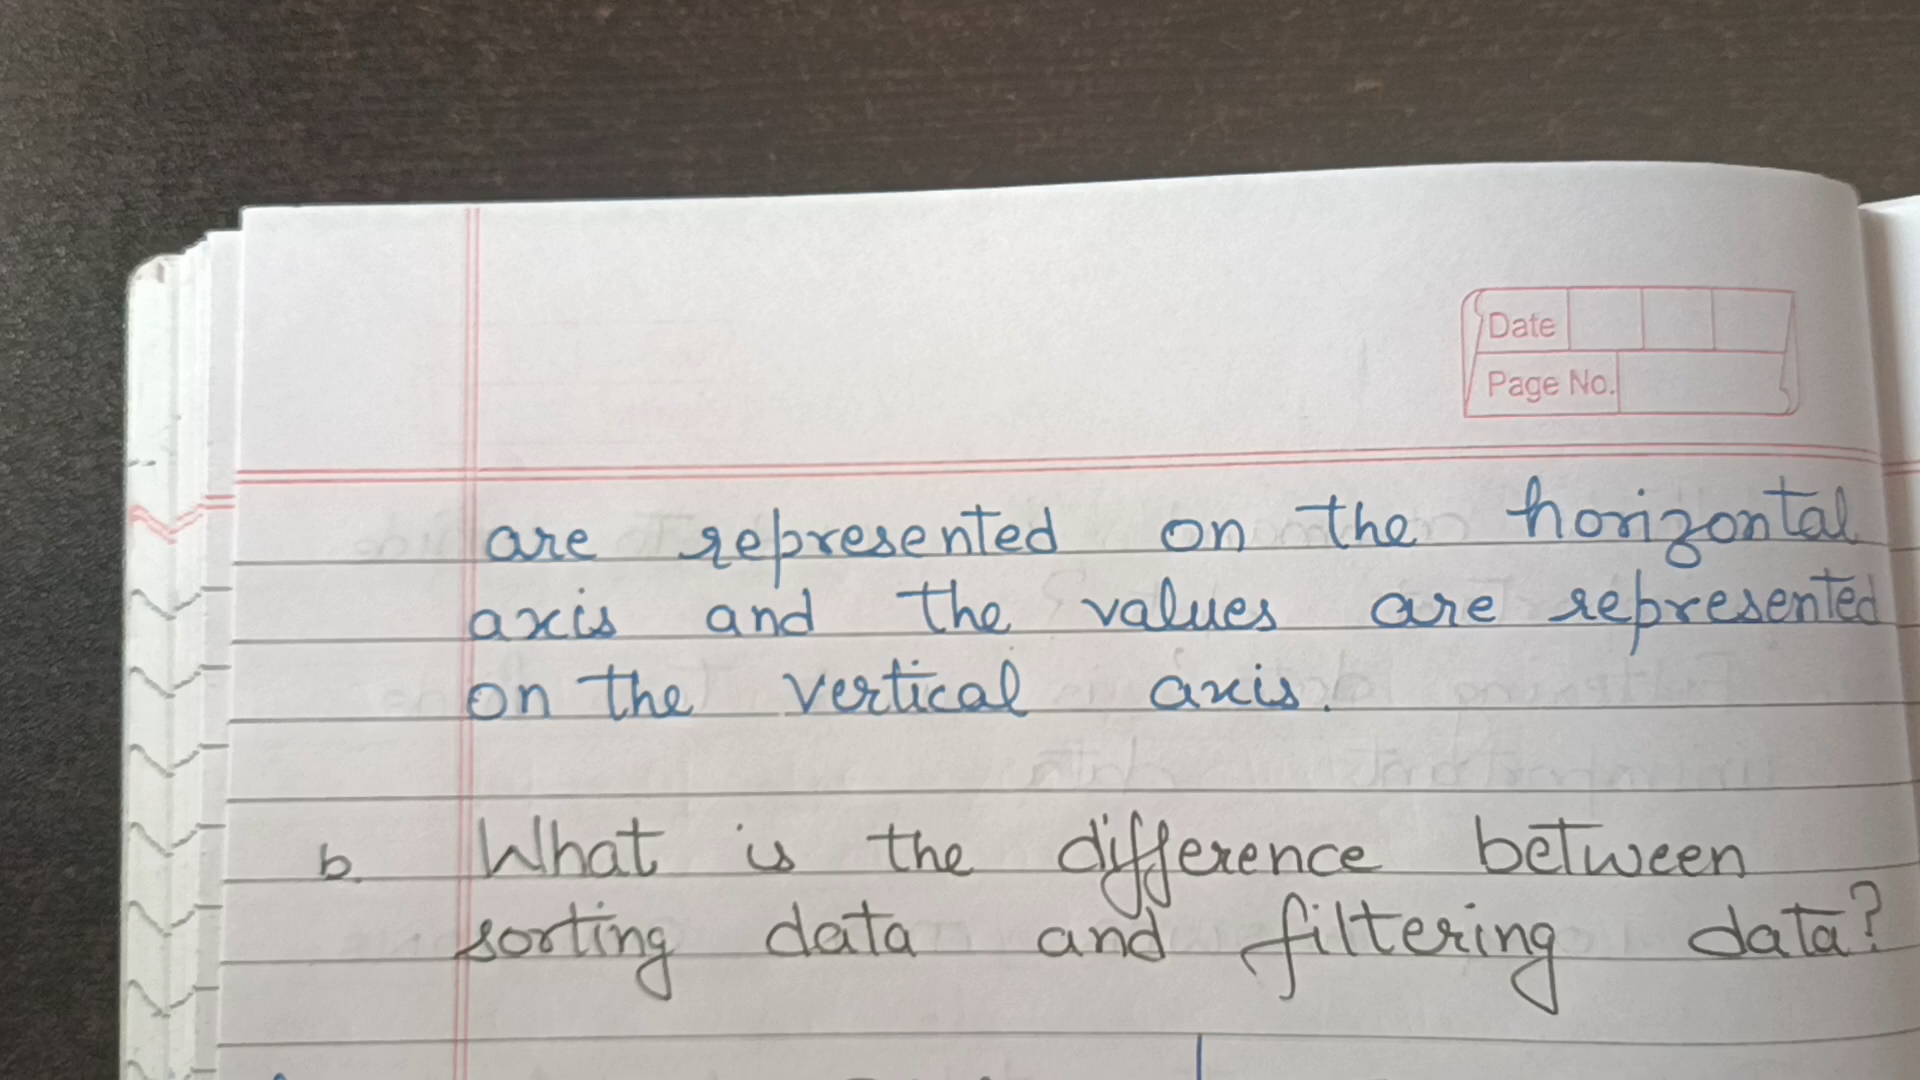 Date
Page No.
are represented on the horizontal
axis and the values are represented
on the vertical axis.
b. What is the difference between
sorting data and filtering data?